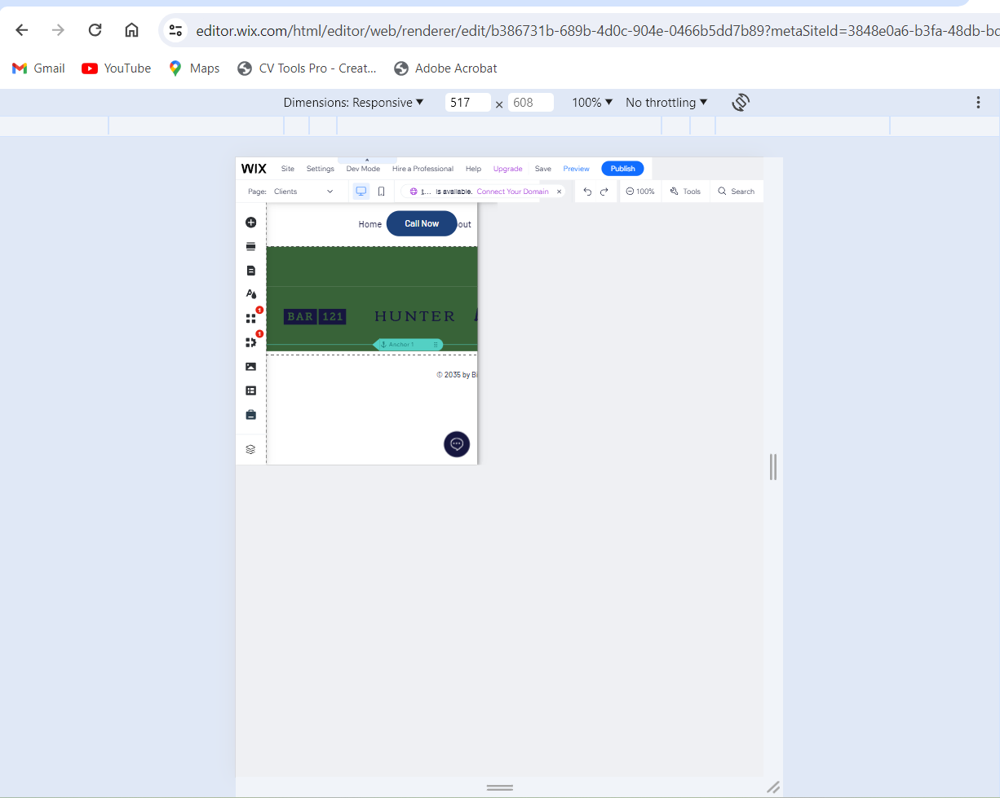 editor.wix.com/html/editor/web/renderer/edit/b386731b-689b-4d0c-904e-0466b5dd7b89?metaSiteId=3848e0a6-b3fa-48db-bc
Gmail YouTube Maps CV Tools Pro - Creat... Adobe Acrobat
Dimensions: Responsive ▼ 517 × 608 100% ▼ No throttling ▼
WIX Site Settings Dev Mode Hire a Professional Help Upgrade Save Preview Publish
Page: Clients 1... is available. Connect Your Domain × 100% Tools Search
Home Call Now out
BAR 121 HUNTER
1
1
Anchor 1
© 2035 by Bi